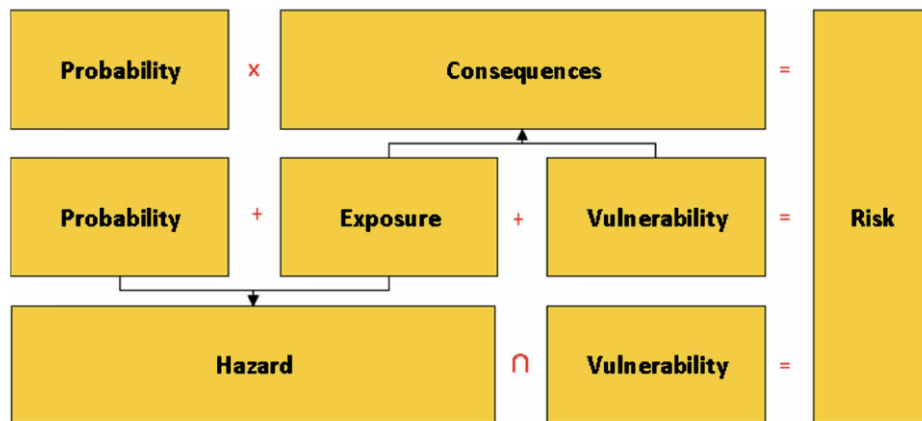 Probability x Consequences =
Probability + Exposure + Vulnerability = Risk
Hazard ∩ Vulnerability =